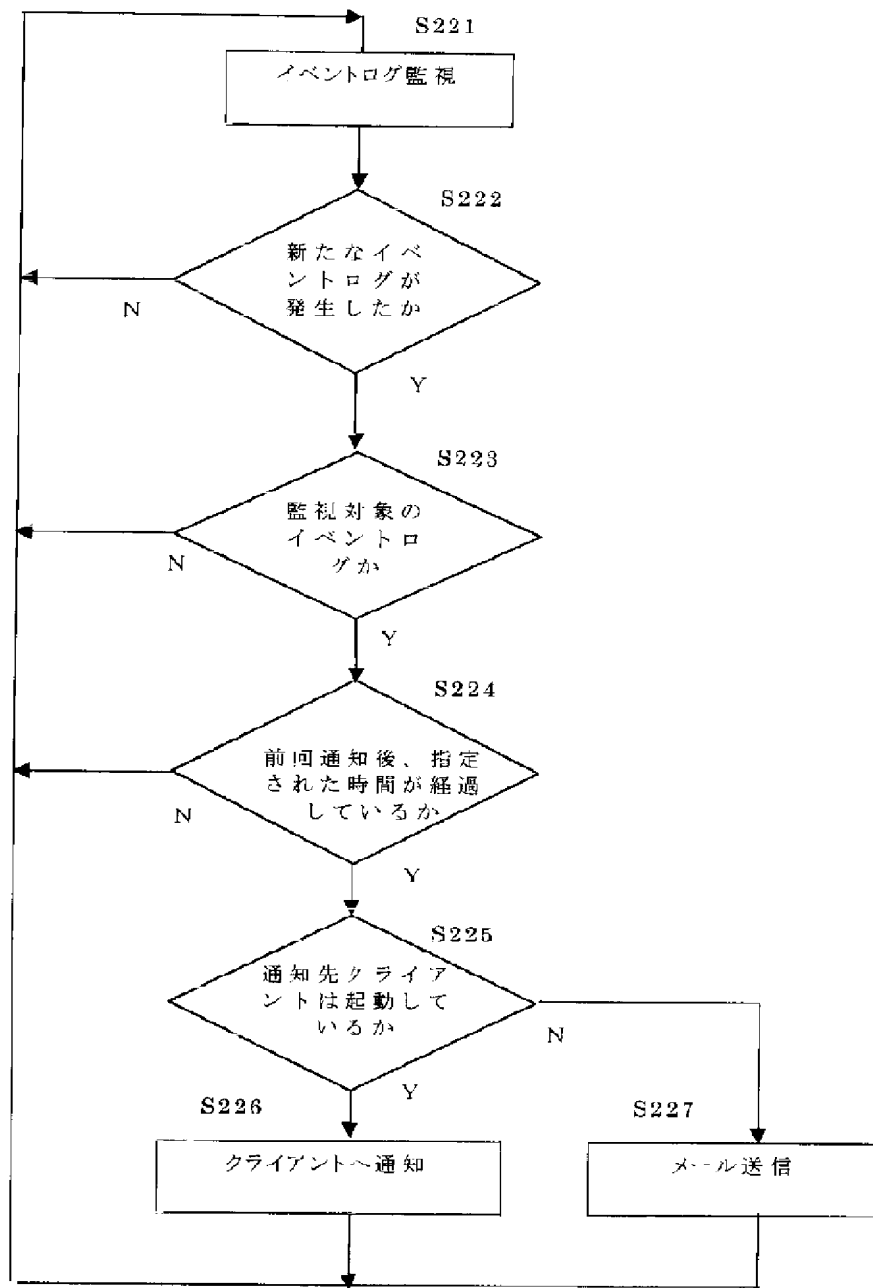 S221
イベントログ監視
S222
新たなイベ
ントログが
発生したか
N
Y
S223
監視対象の
イベントロ
グか
N
Y
S224
前回通知後、指定
された時間が経過
しているか
N
Y
S225
通知先クライア
ントは起動して
いるか
N
Y
S226
S227
クライアントへ通知
メール送信